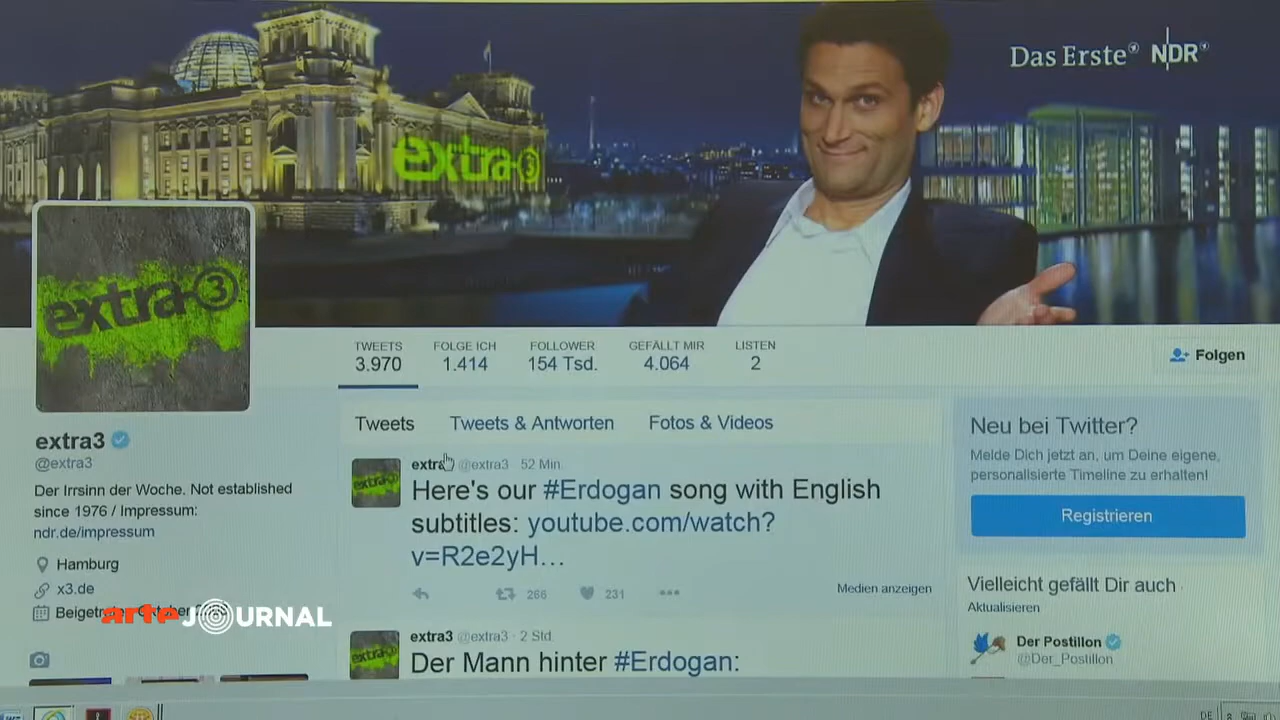 Das Erste NDR
extra3
extra3
TWEETS FOLGE ICH FOLLOWER GEFÄLLT MIR LISTEN
3.970 1.414 154 Tsd. 4.064 2
Folgen
extra3
@extra3
Der Irrsinn der Woche. Not established
since 1976 / Impressum:
ndr.de/impressum
Hamburg
x3.de
arte JOURNAL
Tweets Tweets & Antworten Fotos & Videos
@extra3 52 Min.
Here's our #Erdogan song with English
subtitles: youtube.com/watch?
v=R2e2yH…
266 231 Medien anzeigen
extra3 @extra3 · 2 Std.
Der Mann hinter #Erdogan:
Neu bei Twitter?
Melde Dich jetzt an, um Deine eigene,
personalisierte Timeline zu erhalten!
Registrieren
Vielleicht gefällt Dir auch
Aktualisieren
Der Postillon
@Der_Postillon
DE